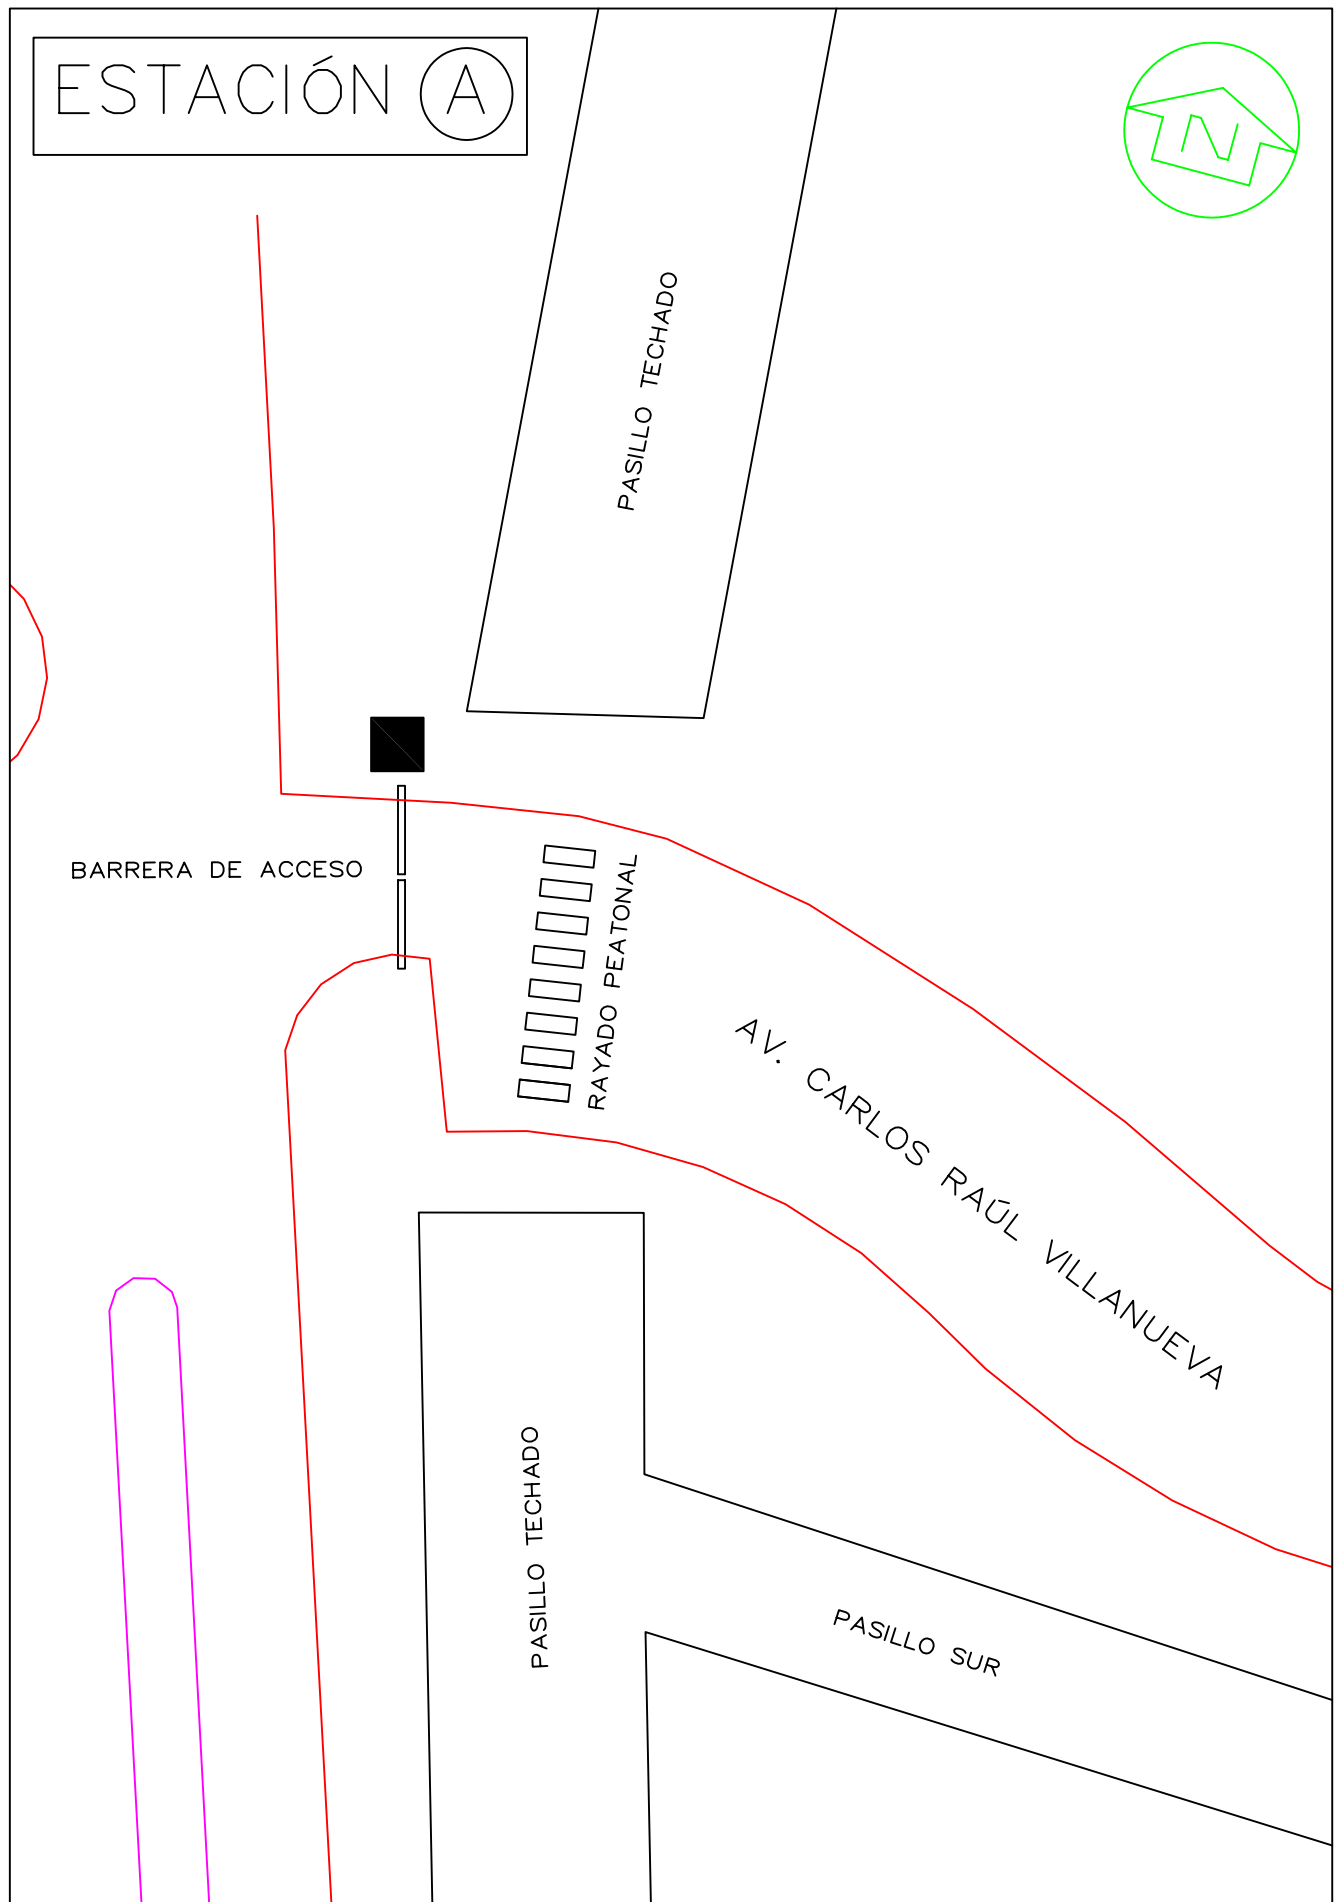 ESTACIÓN A
N
PASILLO TECHADO
BARRERA DE ACCESO
RAYADO PEATONAL
AV. CARLOS RAÚL VILLANUEVA
PASILLO TECHADO
PASILLO SUR